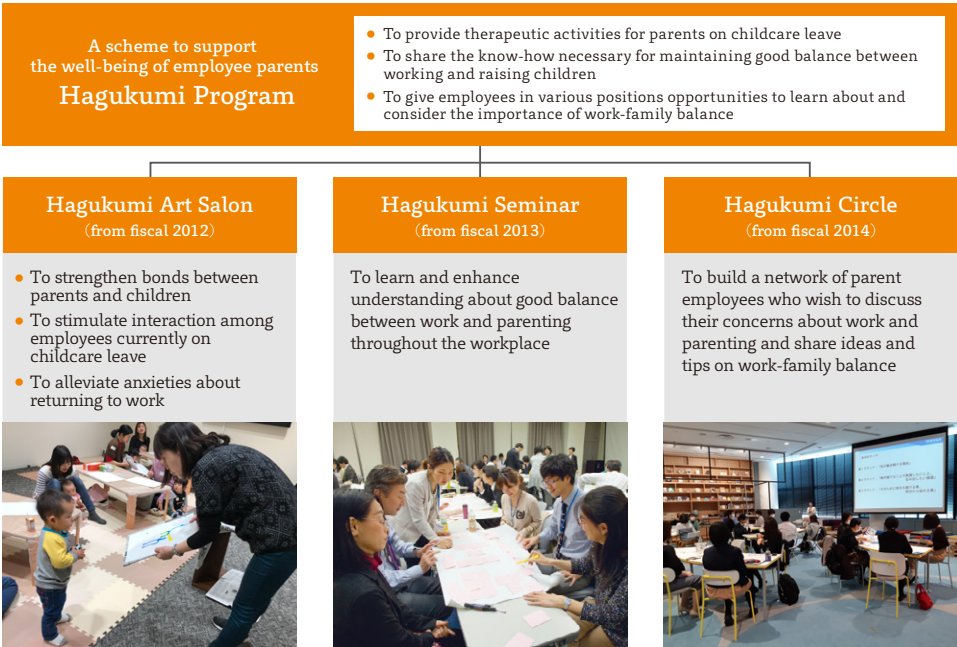 A scheme to support
the well-being of employee parents
Hagukumi Program
● To provide therapeutic activities for parents on childcare leave
● To share the know-how necessary for maintaining good balance between
working and raising children
● To give employees in various positions opportunities to learn about and
consider the importance of work-family balance
Hagukumi Art Salon
(from fiscal 2012)
● To strengthen bonds between
parents and children
● To stimulate interaction among
employees currently on
childcare leave
● To alleviate anxieties about
returning to work
Hagukumi Seminar
(from fiscal 2013)
To learn and enhance
understanding about good balance
between work and parenting
throughout the workplace
Hagukumi Circle
(from fiscal 2014)
To build a network of parent
employees who wish to discuss
their concerns about work and
parenting and share ideas and
tips on work-family balance